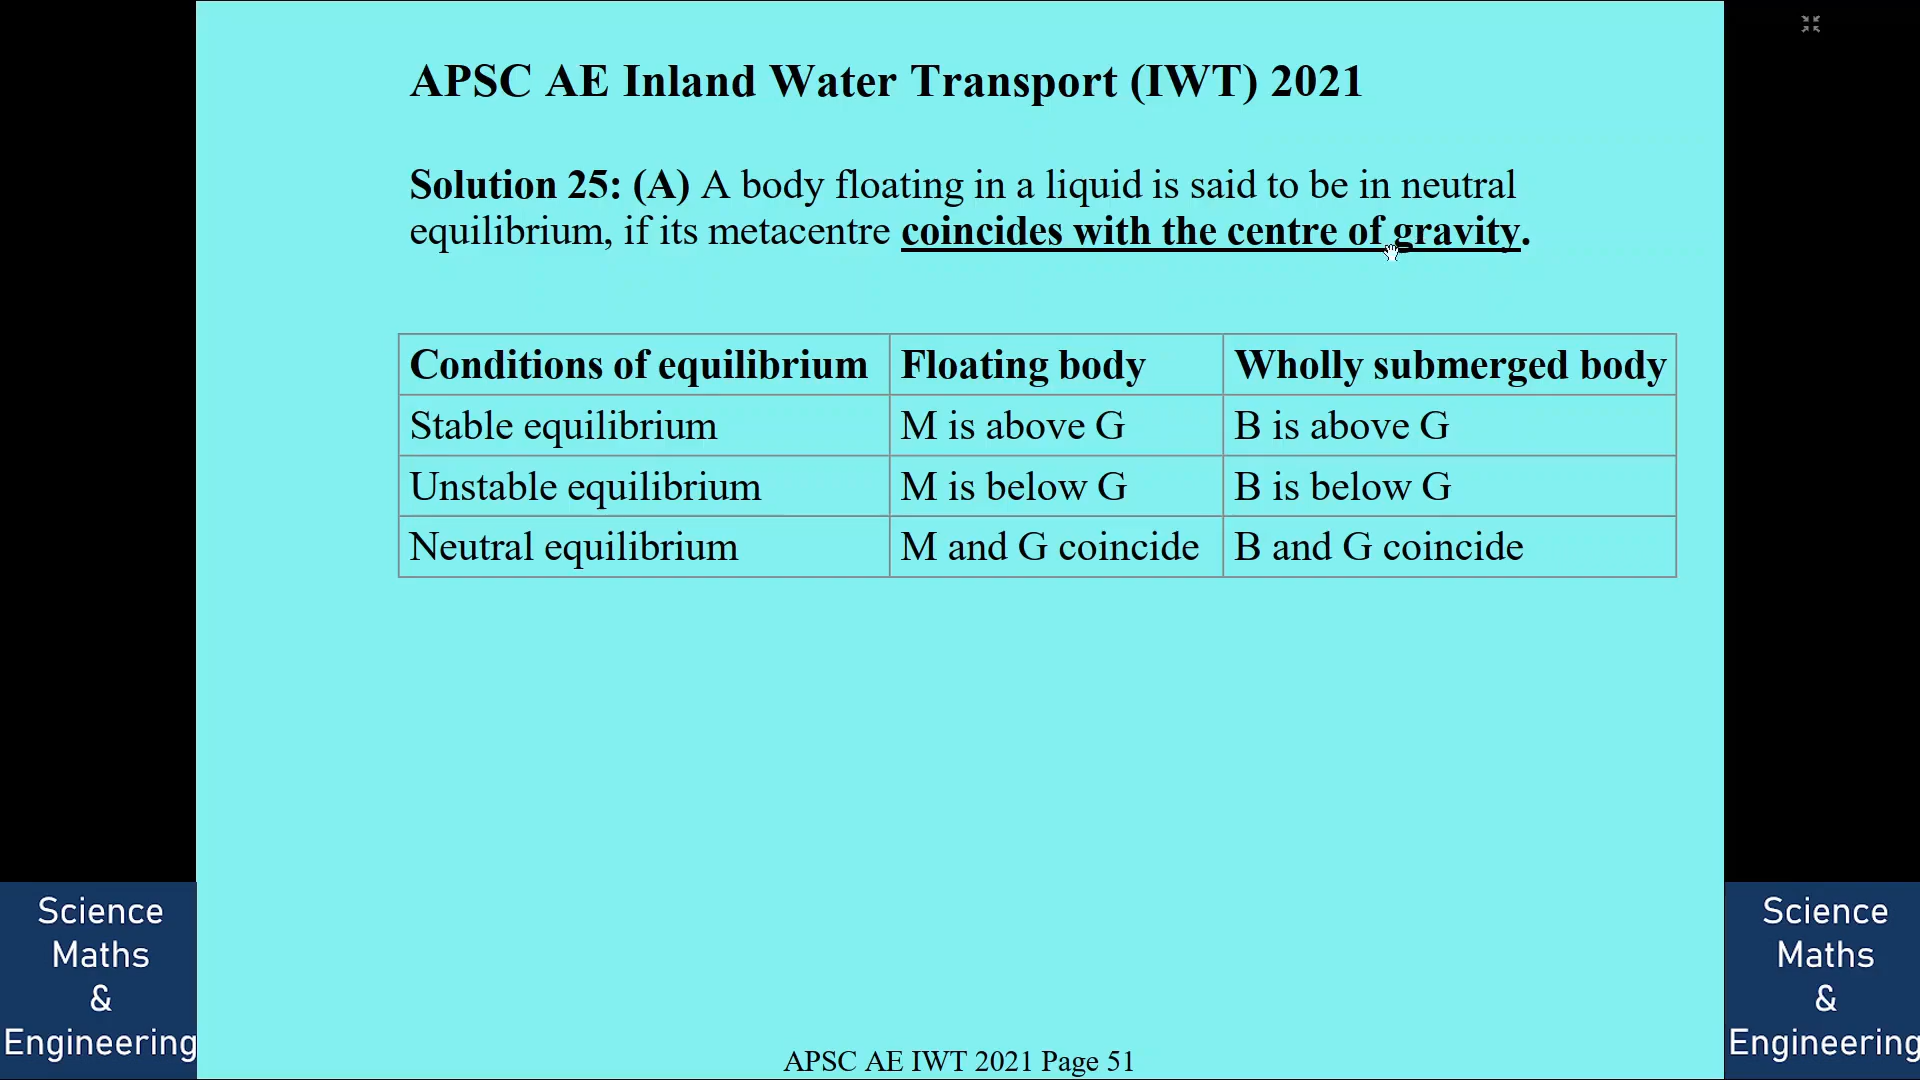 APSC AE Inland Water Transport (IWT) 2021
Solution 25: (A) A body floating in a liquid is said to be in neutral
equilibrium, if its metacentre coincides with the centre of gravity.
Conditions of equilibrium Floating body Wholly submerged body
Stable equilibrium M is above G B is above G
Unstable equilibrium M is below G B is below G
Neutral equilibrium M and G coincide B and G coincide
Science
Maths
&
Engineering
Science
Maths
&
Engineering
APSC AE IWT 2021 Page 51